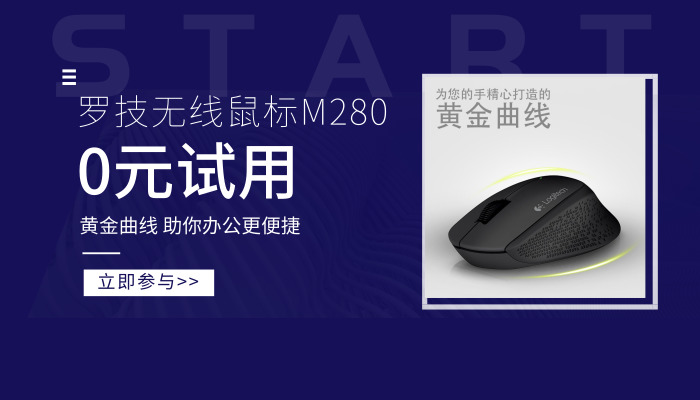 START
罗技无线鼠标M280
0元试用
黄金曲线 助你办公更便捷
立即参与>>
为您的手精心打造的
黄金曲线
Logitech